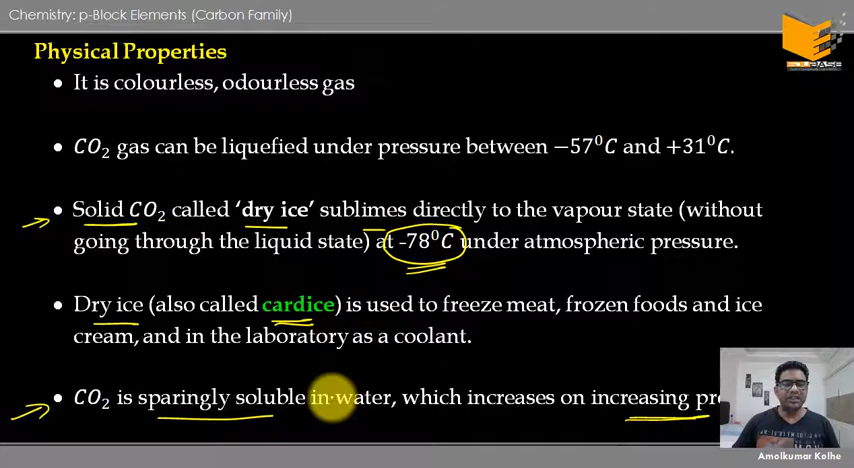 Chemistry: p-Block Elements (Carbon Family)
EDUBASE
Physical Properties
• It is colourless, odourless gas
• CO₂ gas can be liquefied under pressure between −57⁰C and +31⁰C.
• Solid CO₂ called ‘dry ice’ sublimes directly to the vapour state (without
going through the liquid state) at -78⁰C under atmospheric pressure.
• Dry ice (also called cardice) is used to freeze meat, frozen foods and ice
cream, and in the laboratory as a coolant.
• CO₂ is sparingly soluble in water, which increases on increasing
Amolkumar Kolhe